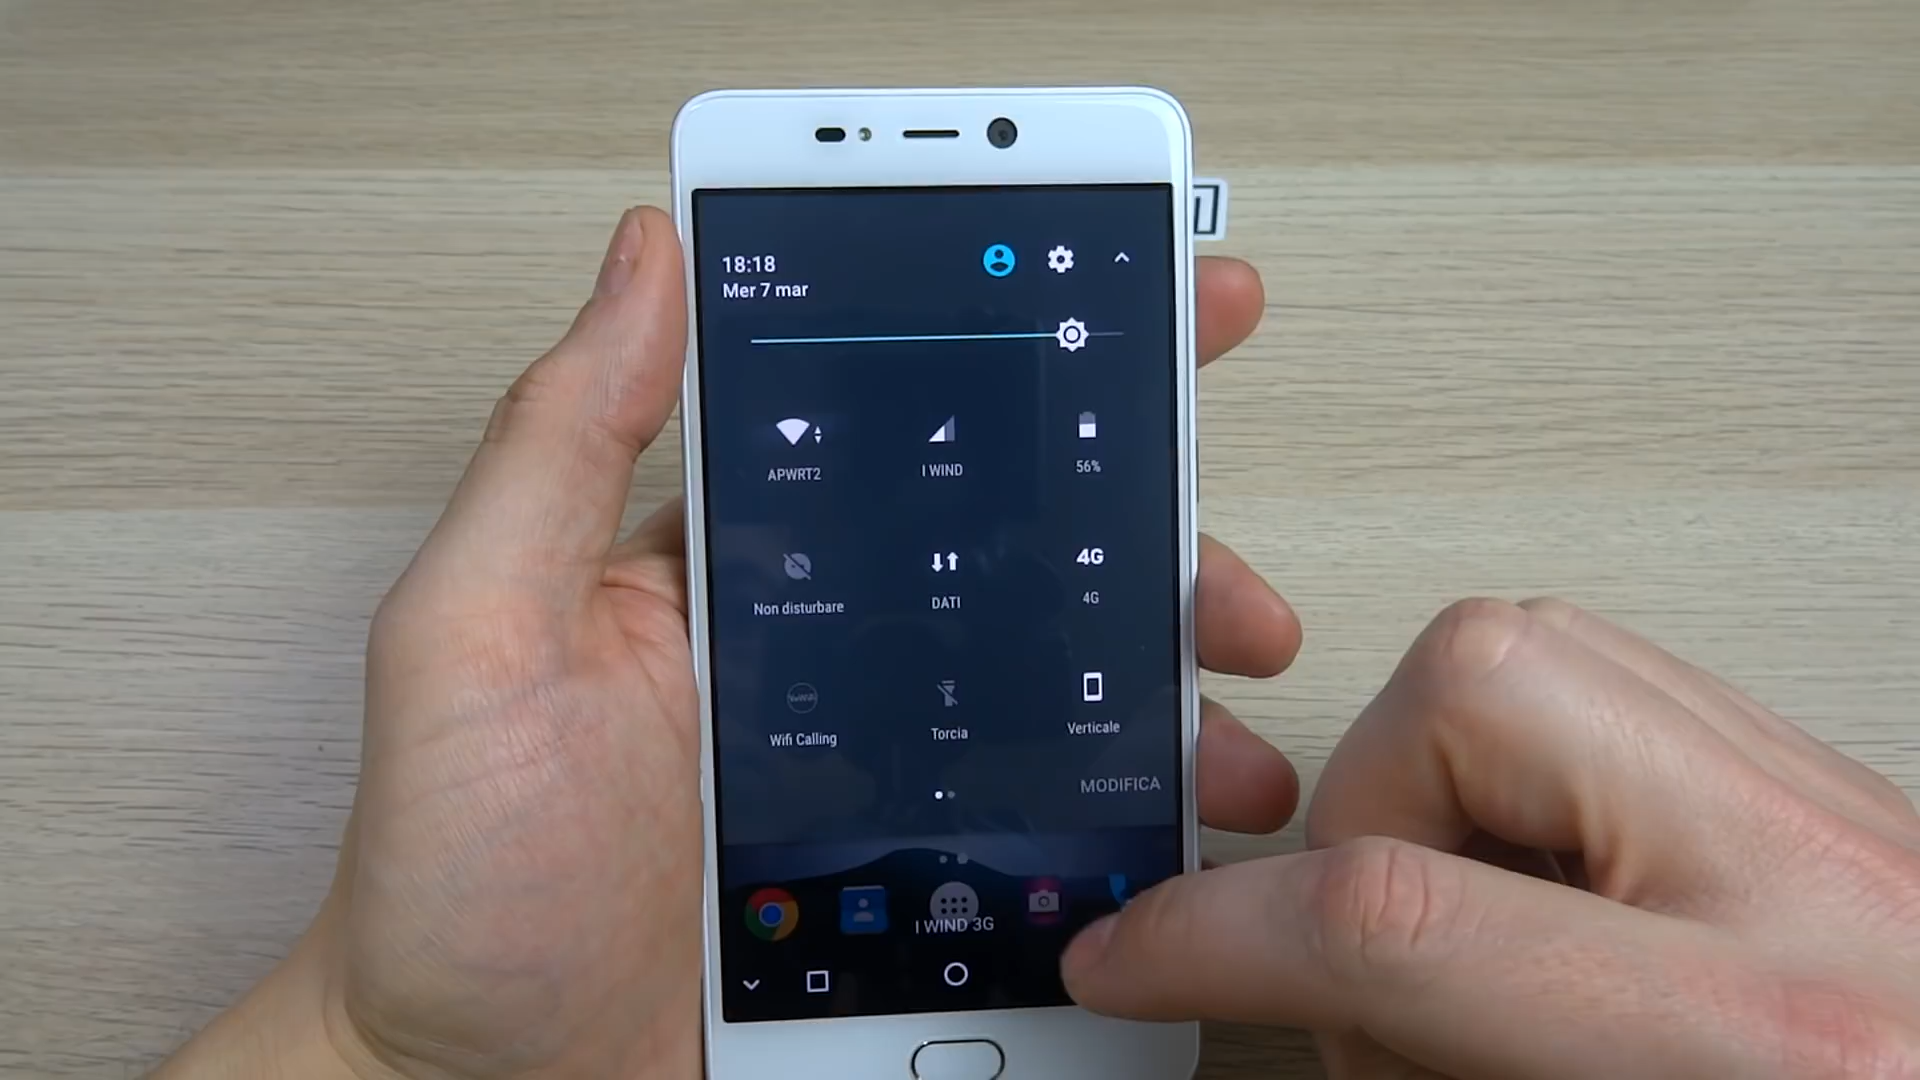 18:18
Mer 7 mar
APWRT2
I WIND
56%
Non disturbare
DATI
4G
4G
Wifi Calling
Torcia
Verticale
MODIFICA
I WIND 3G